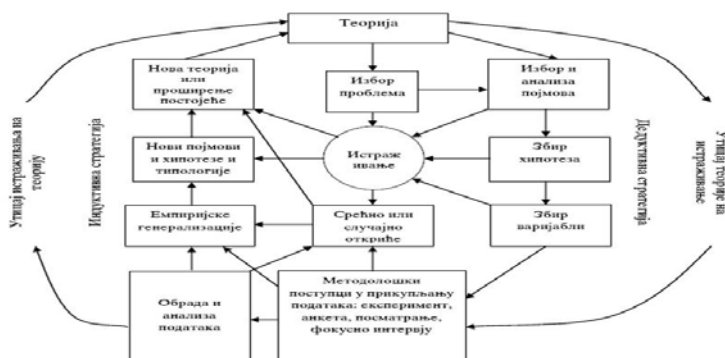 Теорија
Нова теорија
или
проширење
постојеће
Избор
проблема
Избор и
анализа
појмова
Нови појмови
и хипотезе и
типологије
Истраж
ивање
Збир
хипотеза
Емпиријске
генерализације
Срећно или
случајно
откриће
Збир
варијабли
Обрада и
анализа
података
Методолошки
поступци у прикупљању
података: експеримент,
анкета, посматрање,
фокусно интервју
Утицај истраживања на
теорију
Индуктивна стратегија
Дедуктивна стратегија
Утицај теорије на
истраживање